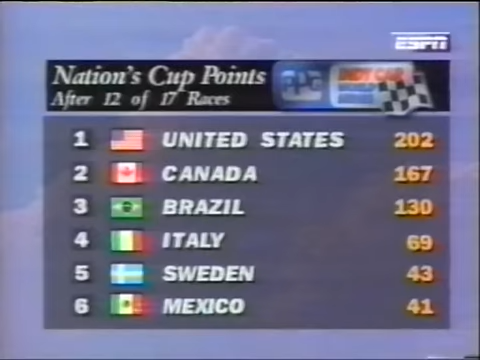 ESPN
Nation's Cup Points
After 12 of 17 Races
PPG
1 UNITED STATES 202
2 CANADA 167
3 BRAZIL 130
4 ITALY 69
5 SWEDEN 43
6 MEXICO 41